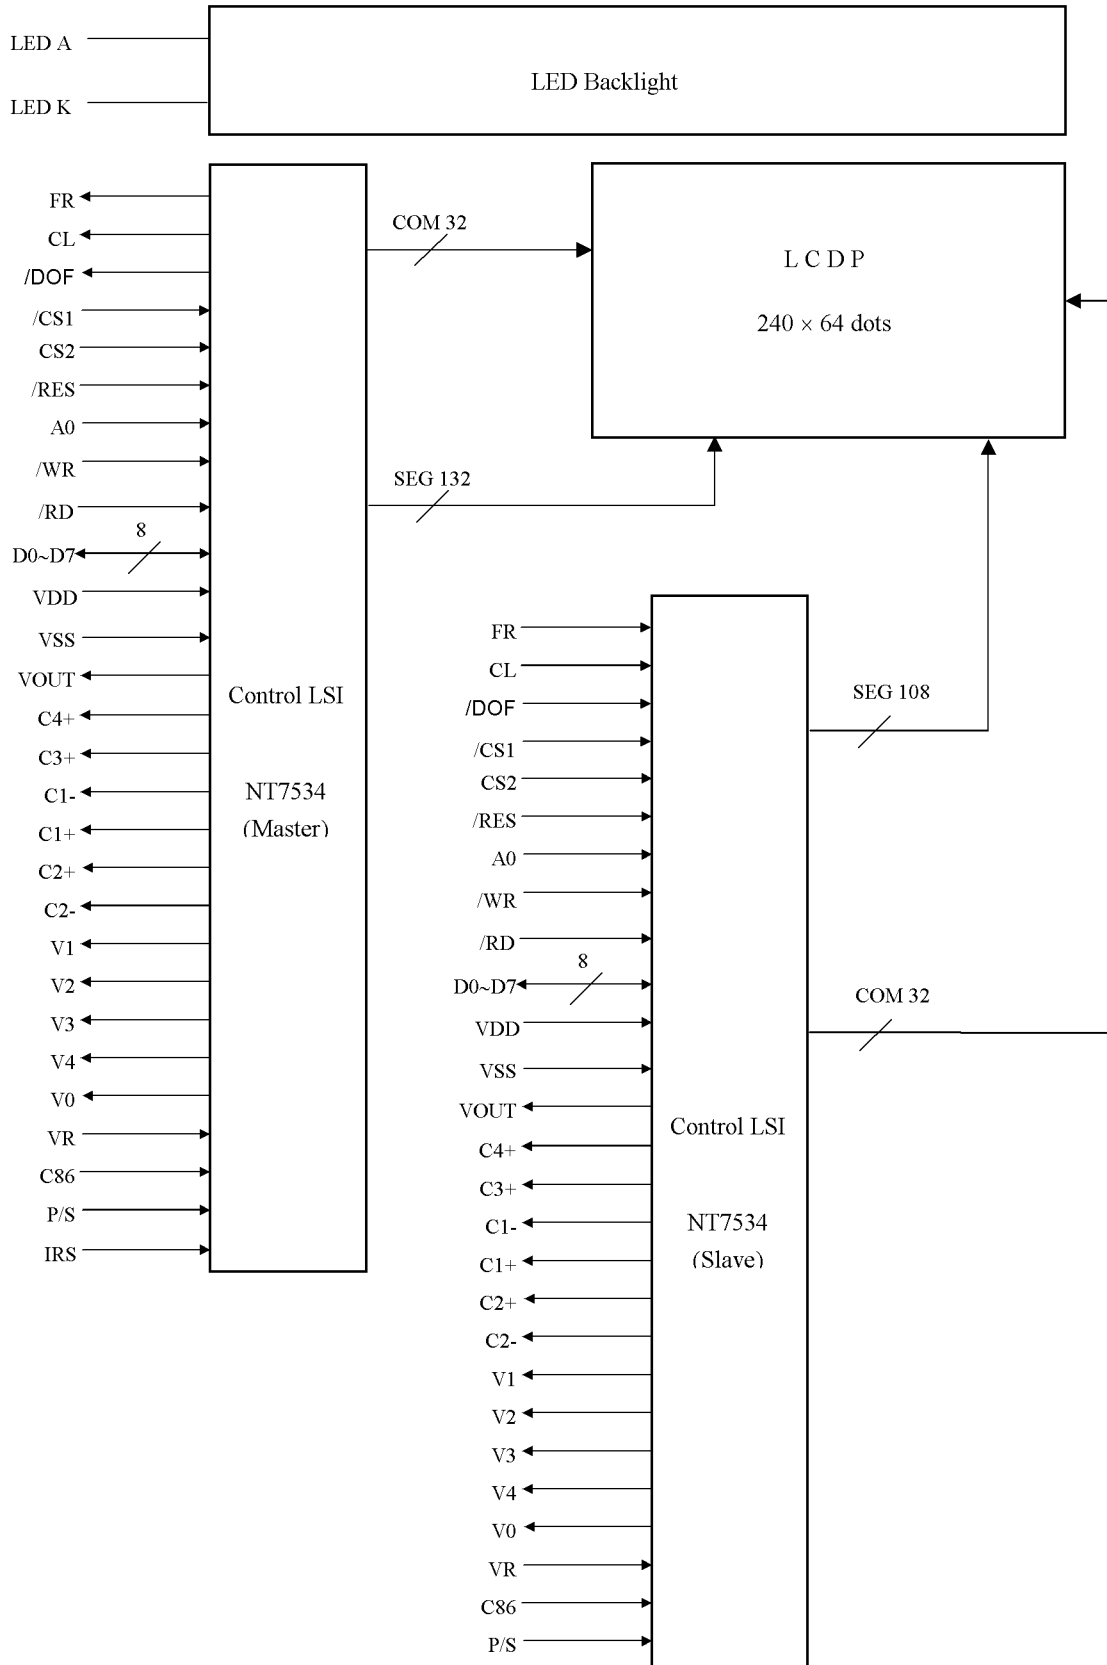 LED A
LED Backlight
LED K
FR
CL
/DOF
/CS1
CS2
/RES
A0
/WR
/RD
8
D0~D7
VDD
VSS
VOUT
C4+
C3+
C1-
C1+
C2+
C2-
V1
V2
V3
V4
V0
VR
C86
P/S
IRS
Control LSI
NT7534
(Master)
COM 32
SEG 132
L C D P
240 × 64 dots
FR
CL
/DOF
/CS1
CS2
/RES
A0
/WR
/RD
8
D0~D7
VDD
VSS
VOUT
C4+
C3+
C1-
C1+
C2+
C2-
V1
V2
V3
V4
V0
VR
C86
P/S
Control LSI
NT7534
(Slave)
SEG 108
COM 32